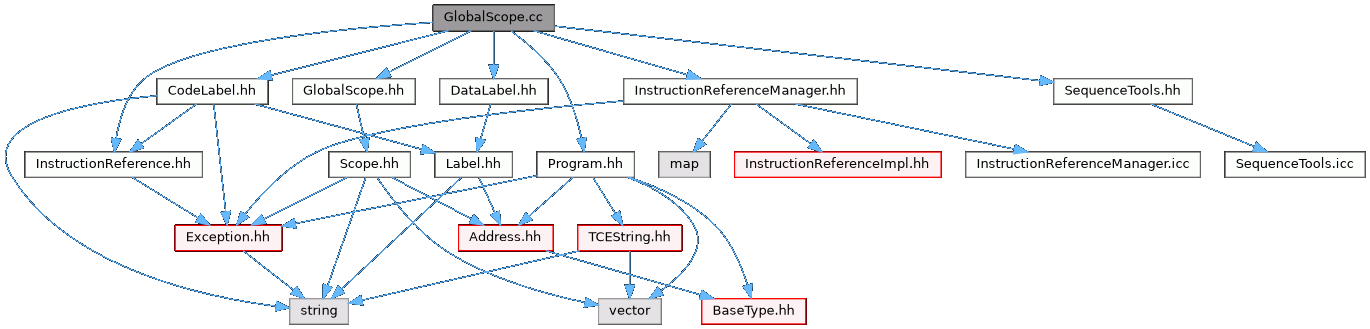 GlobalScope.cc
CodeLabel.hh
GlobalScope.hh
DataLabel.hh
InstructionReferenceManager.hh
SequenceTools.hh
InstructionReference.hh
Scope.hh
Label.hh
Program.hh
map
InstructionReferenceImpl.hh
InstructionReferenceManager.icc
SequenceTools.icc
Exception.hh
Address.hh
TCEString.hh
string
vector
BaseType.hh